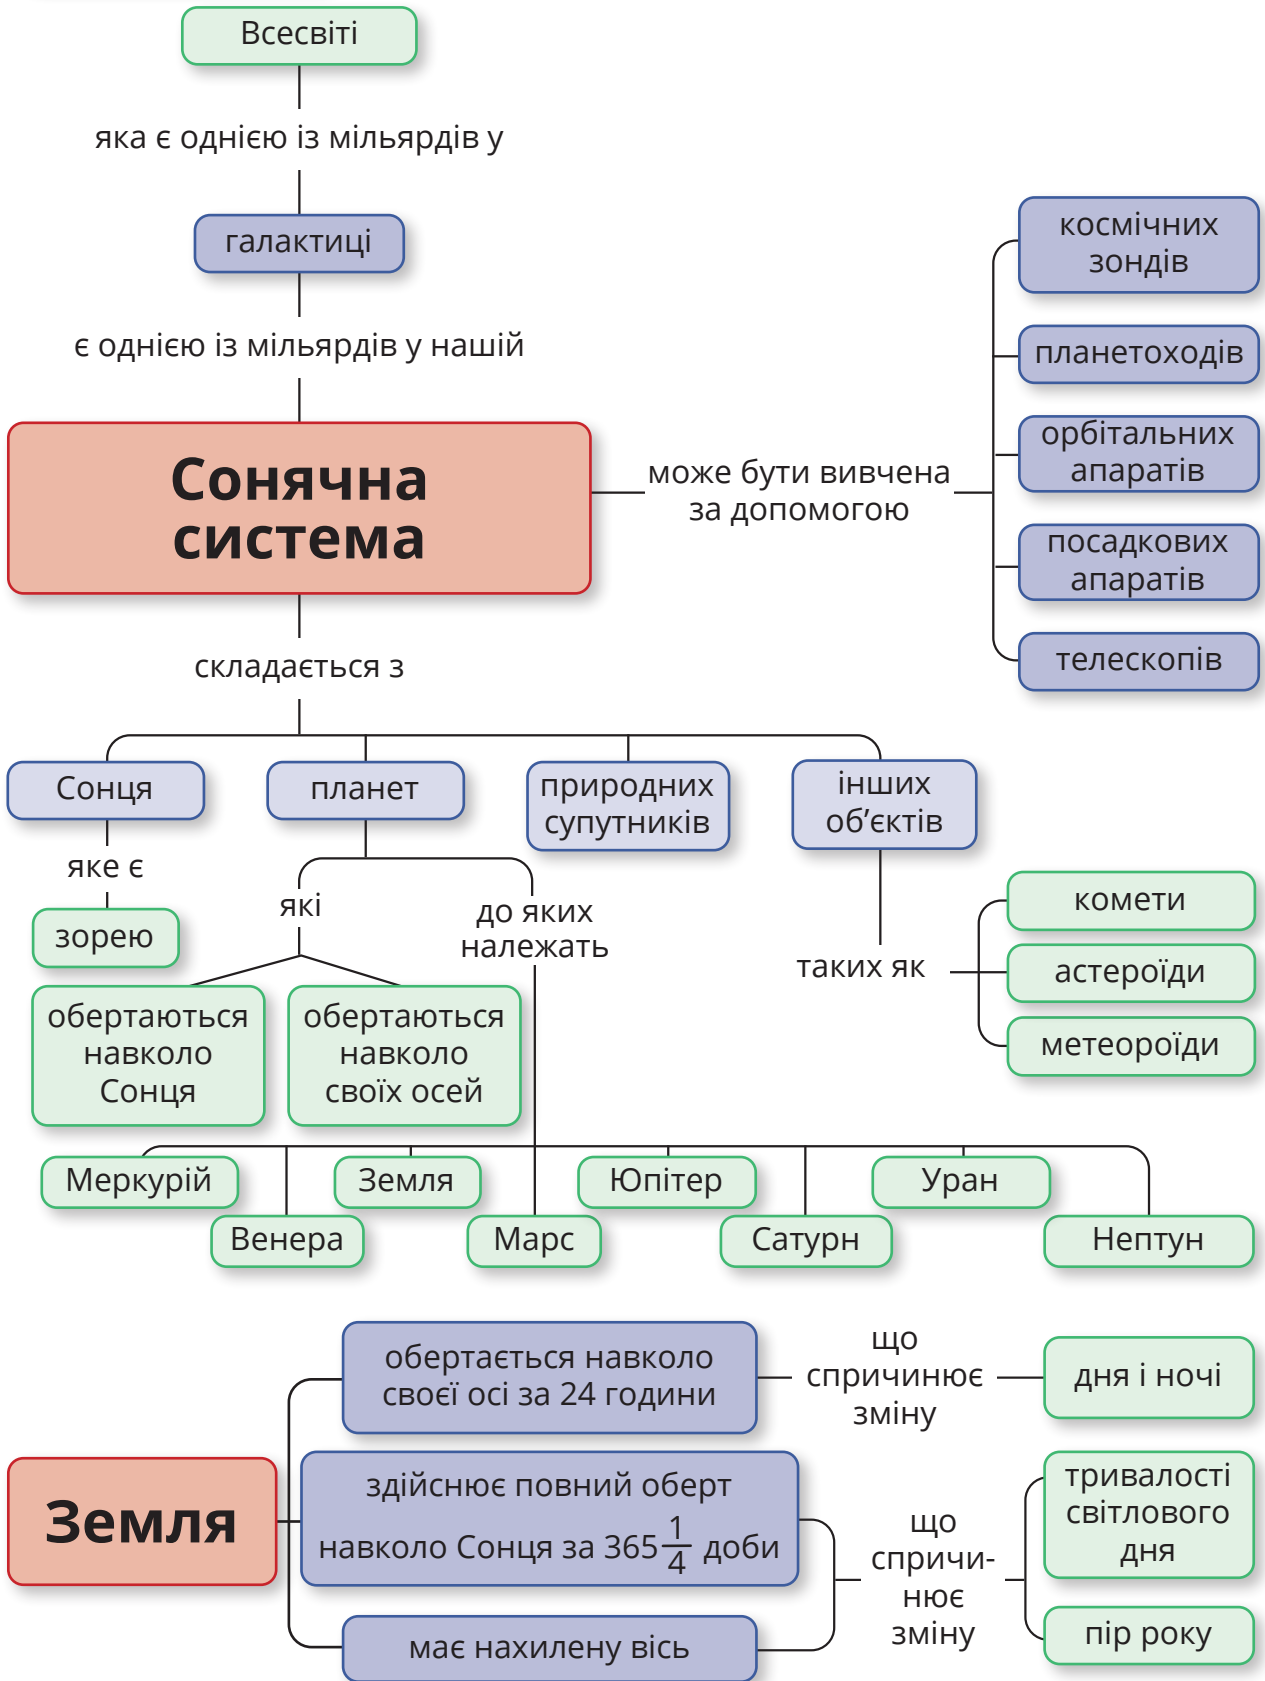 Всесвіті
яка є однією із мільярдів у
галактиці
є однією із мільярдів у нашій
Сонячна
система
може бути вивчена
за допомогою
космічних
зондів
планетоходів
орбітальних
апаратів
посадкових
апаратів
телескопів
складається з
Сонця
планет
природних
супутників
інших
об’єктів
яке є
зорею
які
обертаються
навколо
Сонця
обертаються
навколо
своїх осей
до яких
належать
таких як
комети
астероїди
метеороїди
Меркурій
Венера
Земля
Марс
Юпітер
Сатурн
Уран
Нептун
Земля
обертається навколо
своєї осі за 24 години
що
спричинює
зміну
дня і ночі
здійснює повний оберт
навколо Сонця за 365 1/4 доби
має нахилену вісь
що
спричи-
нює
зміну
тривалості
світлового
дня
пір року